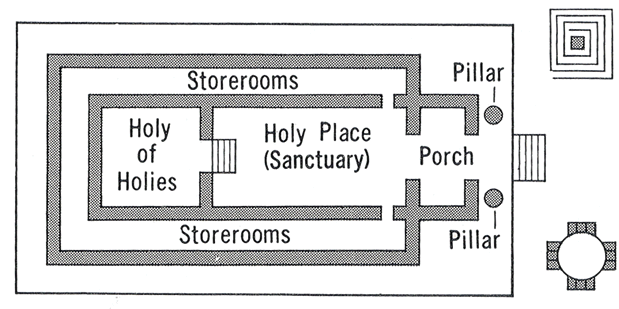 Storerooms
Pillar
Holy
of
Holies
Holy Place
(Sanctuary)
Porch
Storerooms
Pillar